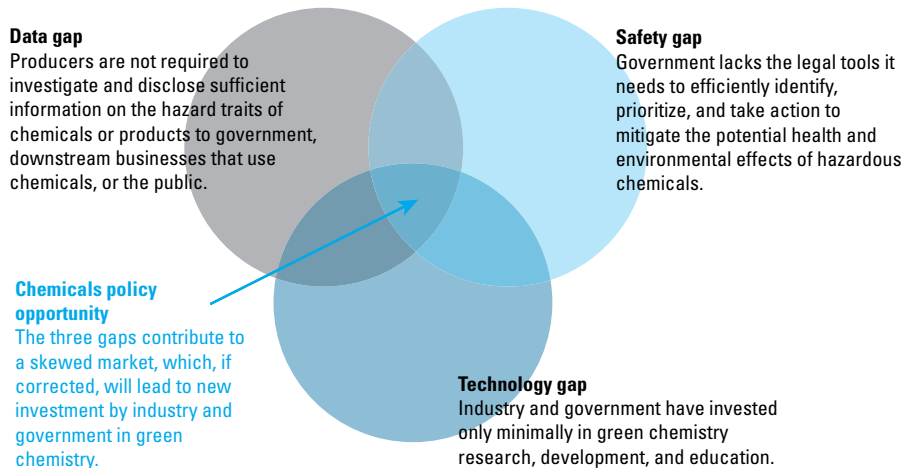 Data gap
Producers are not required to
investigate and disclose sufficient
information on the hazard traits of
chemicals or products to government,
downstream businesses that use
chemicals, or the public.
Safety gap
Government lacks the legal tools it
needs to efficiently identify,
prioritize, and take action to
mitigate the potential health and
environmental effects of hazardous
chemicals.
Chemicals policy
opportunity
The three gaps contribute to
a skewed market, which, if
corrected, will lead to new
investment by industry and
government in green
chemistry.
Technology gap
Industry and government have invested
only minimally in green chemistry
research, development, and education.